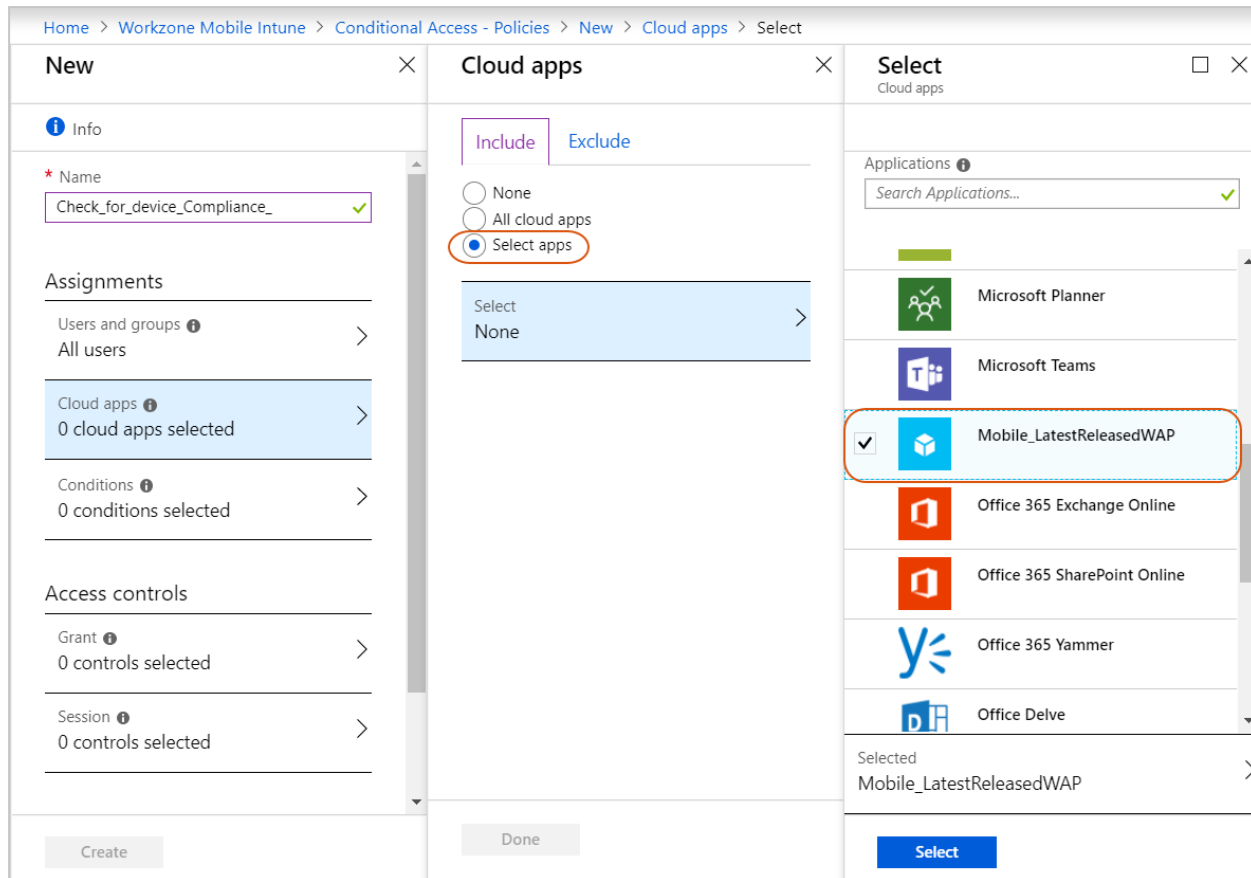 Home > Workzone Mobile Intune > Conditional Access - Policies > New > Cloud apps > Select
New
Info
* Name
Check_for_device_Compliance_
Assignments
Users and groups
All users
Cloud apps
0 cloud apps selected
Conditions
0 conditions selected
Access controls
Grant
0 controls selected
Session
0 controls selected
Create
Cloud apps
Include Exclude
None
All cloud apps
Select apps
Select
None
Done
Select
Cloud apps
Applications
Search Applications...
Microsoft Planner
Microsoft Teams
Mobile_LatestReleasedWAP
Office 365 Exchange Online
Office 365 SharePoint Online
Office 365 Yammer
Office Delve
Selected
Mobile_LatestReleasedWAP
Select